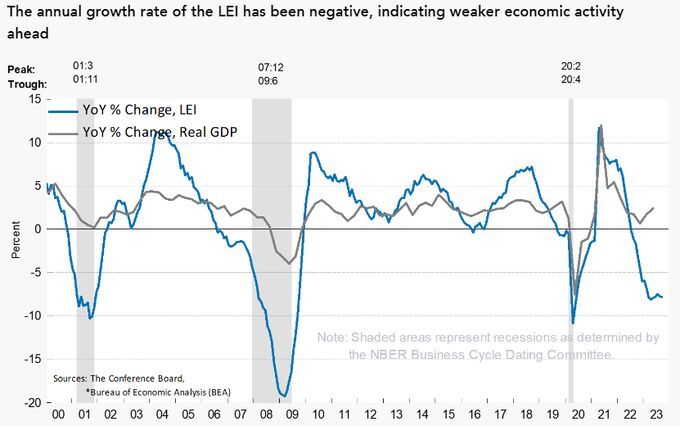 The annual growth rate of the LEI has been negative, indicating weaker economic activity
ahead
Peak: 01:3 07:12 20:2
Trough: 01:11 09:6 20:4
YoY % Change, LEI
YoY % Change, Real GDP
15
10
5
0
-5
-10
-15
-20
Percent
Note: Shaded areas represent recessions as determined by
the NBER Business Cycle Dating Committee.
Sources: The Conference Board,
*Bureau of Economic Analysis (BEA)
00 01 02 03 04 05 06 07 08 09 10 11 12 13 14 15 16 17 18 19 20 21 22 23